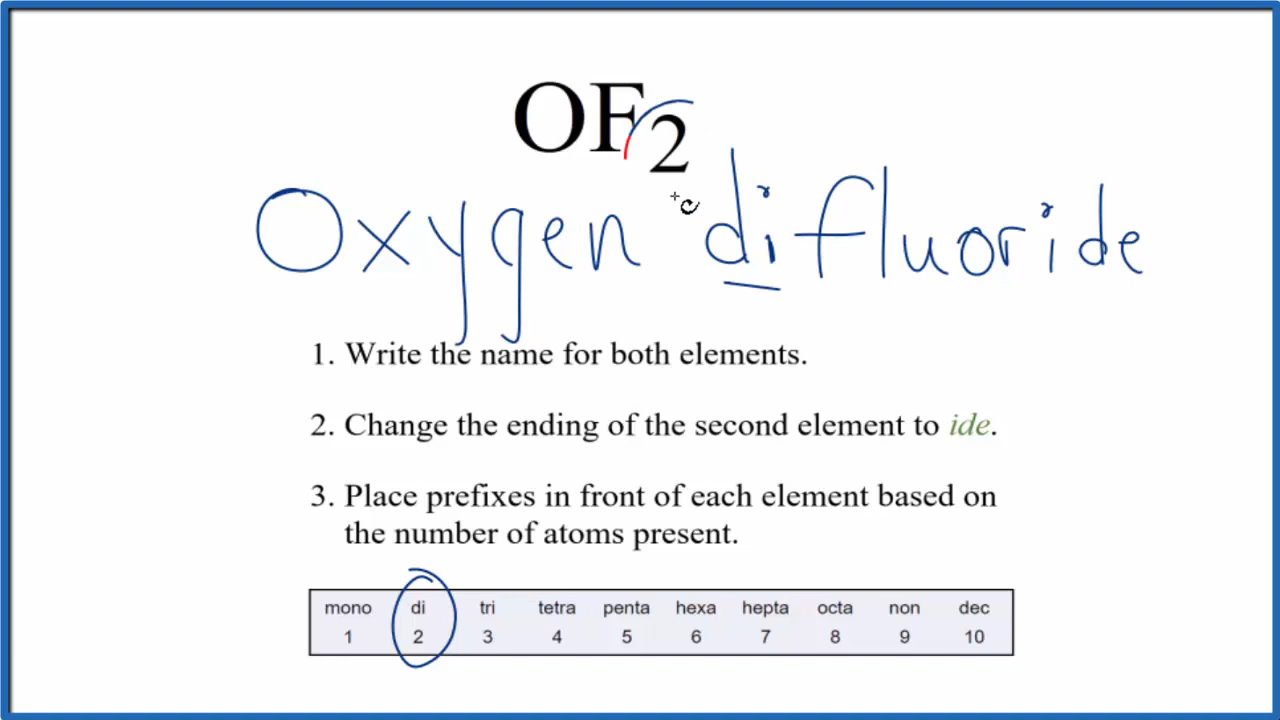 OF2
Oxygen difluoride
1. Write the name for both elements.
2. Change the ending of the second element to ide.
3. Place prefixes in front of each element based on
the number of atoms present.
mono di tri tetra penta hexa hepta octa non dec
1 2 3 4 5 6 7 8 9 10